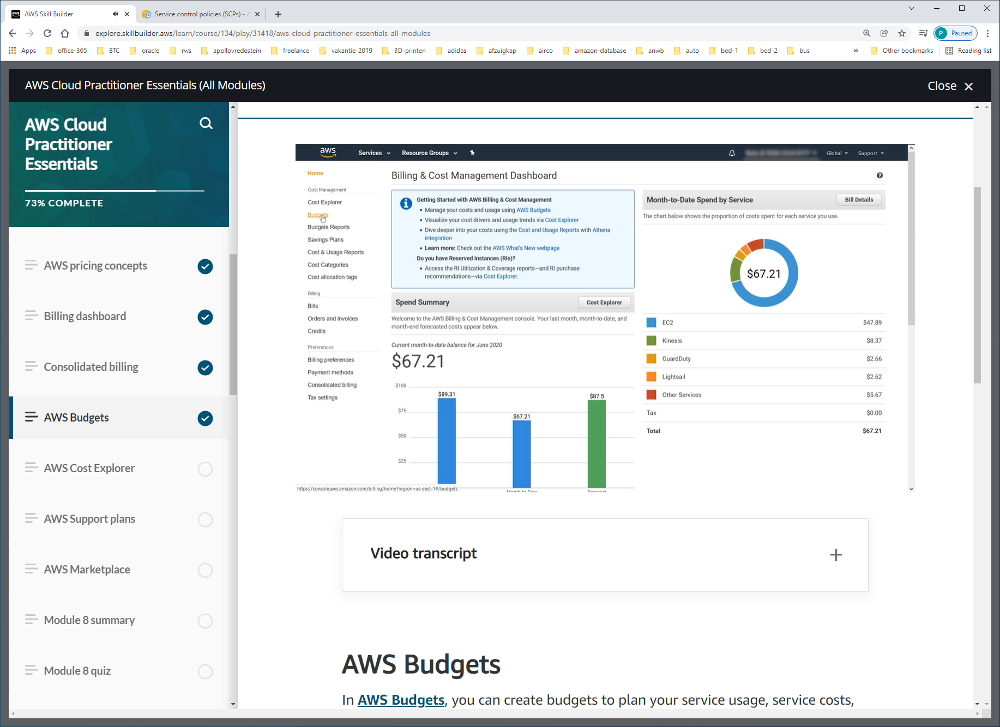 AWS Skill Builder
Service control policies (SCPs) - A
explore.skillbuilder.aws/learn/course/134/play/31418/aws-cloud-practitioner-essentials-all-modules
P Paused
Apps office-365 BTC oracle rws apollovredestein freelance vakantie-2019 3D-printen adidas afzuigkap airco amazon-database anwb auto bed-1 bed-2 bus » Other bookmarks Reading list
AWS Cloud Practitioner Essentials (All Modules)
Close
AWS Cloud
Practitioner
Essentials
73% COMPLETE
AWS pricing concepts
Billing dashboard
Consolidated billing
AWS Budgets
AWS Cost Explorer
AWS Support plans
AWS Marketplace
Module 8 summary
Module 8 quiz
aws Services Resource Groups Global Support
Home
Cost Management
Cost Explorer
Budgets
Budgets Reports
Savings Plans
Cost & Usage Reports
Cost Categories
Cost allocation tags
Billing
Bills
Orders and invoices
Credits
Preferences
Billing preferences
Payment methods
Consolidated billing
Tax settings
Billing & Cost Management Dashboard
Getting Started with AWS Billing & Cost Management
• Manage your costs and usage using AWS Budgets
• Visualize your cost drivers and usage trends via Cost Explorer
• Dive deeper into your costs using the Cost and Usage Reports with Athena
integration
• Learn more: Check out the AWS What's New webpage
Do you have Reserved Instances (RIs)?
• Access the RI Utilization & Coverage reports—and RI purchase
recommendations—via Cost Explorer.
Spend Summary
Cost Explorer
Welcome to the AWS Billing & Cost Management console. Your last month, month-to-date, and
month-end forecasted costs appear below.
Current month-to-date balance for June 2020
$67.21
$100
$75
$50
$25
$89.31
$67.21
$87.5
Month-to-Date
Forecast
https://console.aws.amazon.com/billing/home?region=us-east-1#/budgets
Month-to-Date Spend by Service
Bill Details
The chart below shows the proportion of costs spent for each service you use.
$67.21
EC2 $47.89
Kinesis $8.37
GuardDuty $2.66
Lightsail $2.62
Other Services $5.67
Tax $0.00
Total $67.21
Video transcript
AWS Budgets
In AWS Budgets, you can create budgets to plan your service usage, service costs,